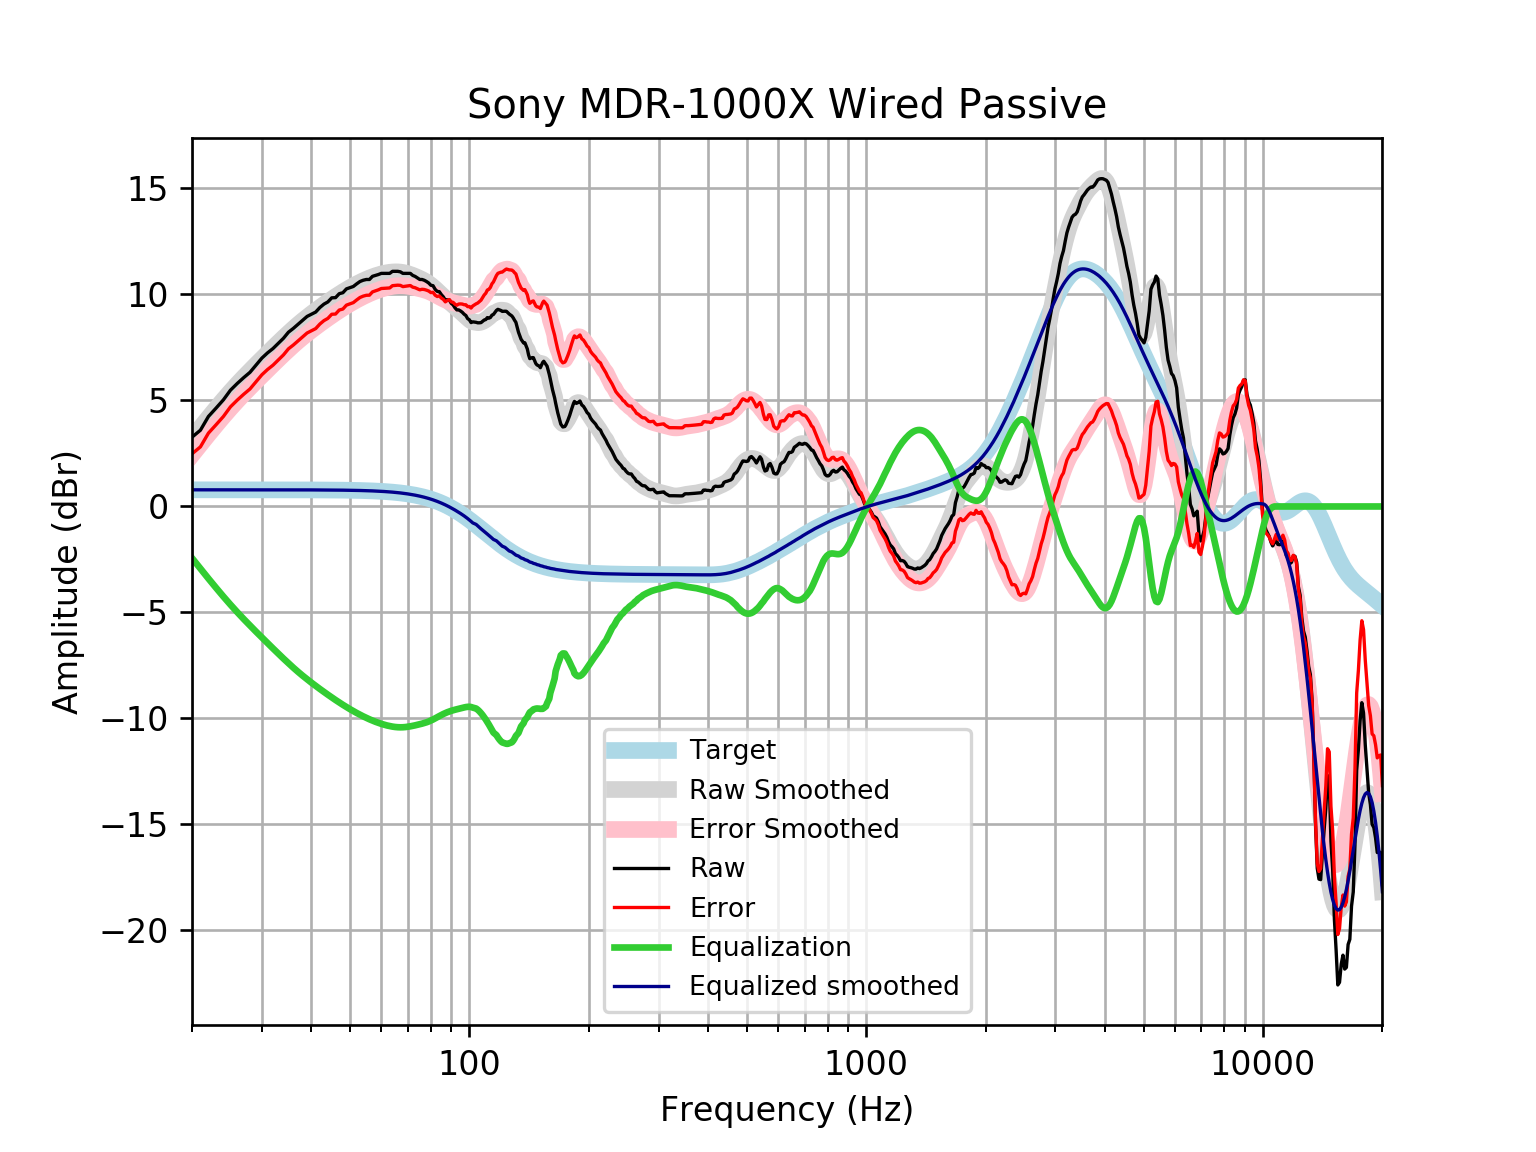 Sony MDR-1000X Wired Passive
15
10
5
0
−5
−10
−15
−20
Amplitude (dBr)
Target
Raw Smoothed
Error Smoothed
Raw
Error
Equalization
Equalized smoothed
100 1000 10000
Frequency (Hz)